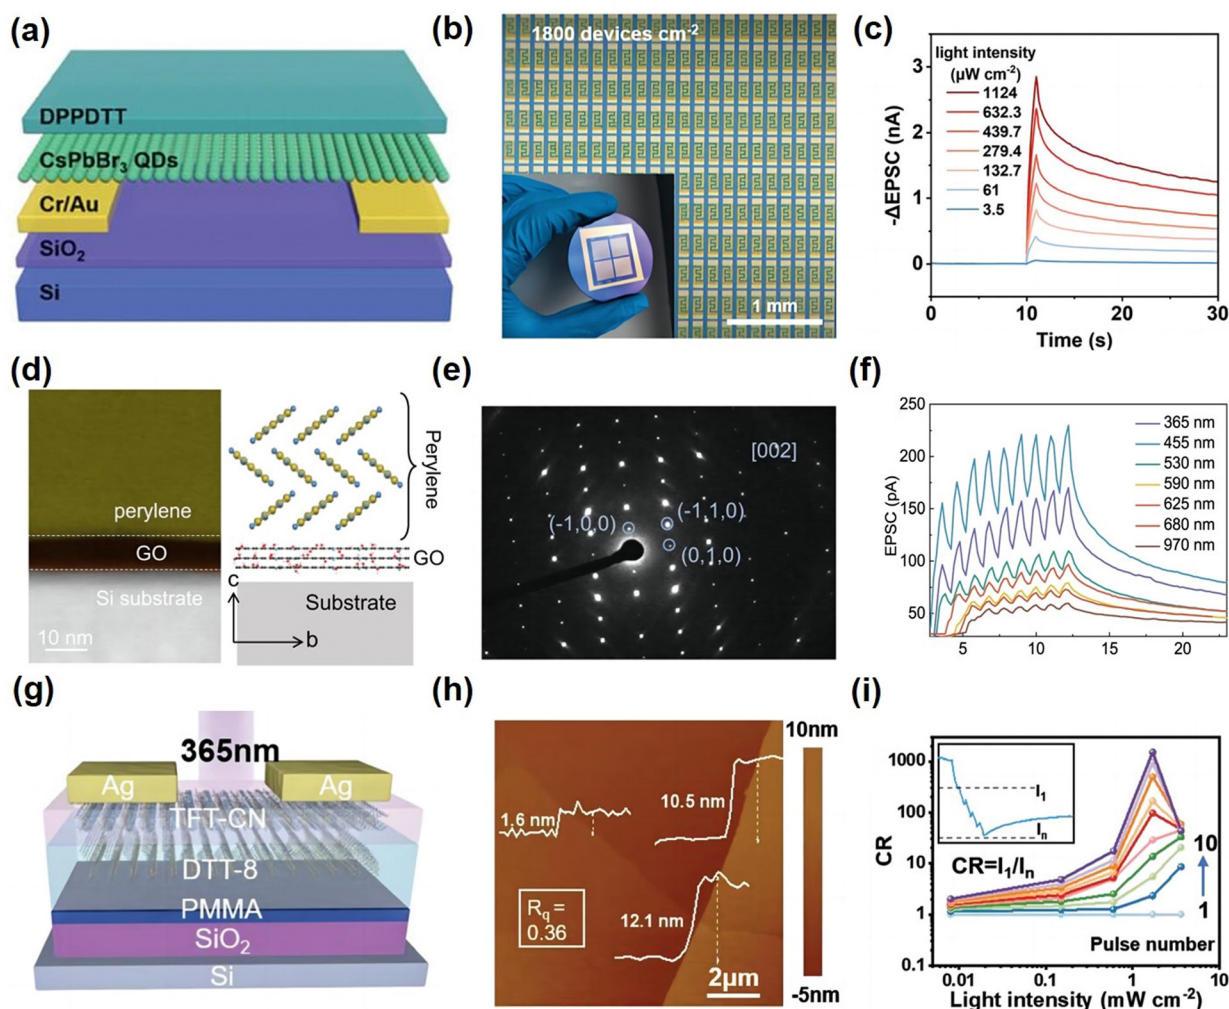 (a)
DPPDTT
CsPbBr₃ QDs
Cr/Au
SiO₂
Si
(b)
1800 devices cm⁻²
1 mm
(c)
light intensity
(µW cm⁻²)
1124
632.3
439.7
279.4
132.7
61
3.5
-ΔEPSC (nA)
3
2
1
0
0
10
20
30
Time (s)
(d)
perylene
GO
Si substrate
10 nm
Perylene
GO
c
Substrate
b
(e)
[002]
(-1,0,0)
(-1,1,0)
(0,1,0)
(f)
EPSC (pA)
250
200
150
100
50
5
10
15
20
365 nm
455 nm
530 nm
590 nm
625 nm
680 nm
970 nm
(g)
365nm
Ag
Ag
TFT-CN
DTT-8
PMMA
SiO₂
Si
(h)
10nm
10.5 nm
1.6 nm
12.1 nm
R_q =
0.36
2µm
-5nm
(i)
CR
1000
100
10
1
0.1
I₁
Iₙ
CR=I₁/Iₙ
10
1
Pulse number
0.01
0.1
1
10
Light intensity (mW cm⁻²)